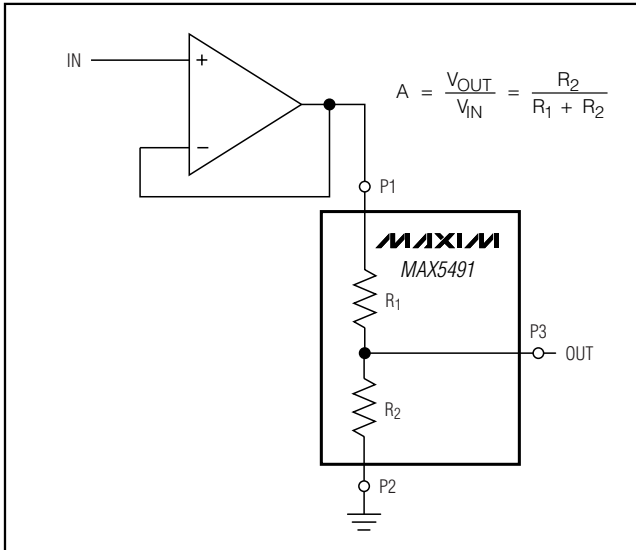 IN
+
−
A = V_OUT / V_IN = R_2 / (R_1 + R_2)
P1
MAXIM
MAX5491
R_1
P3
OUT
R_2
P2